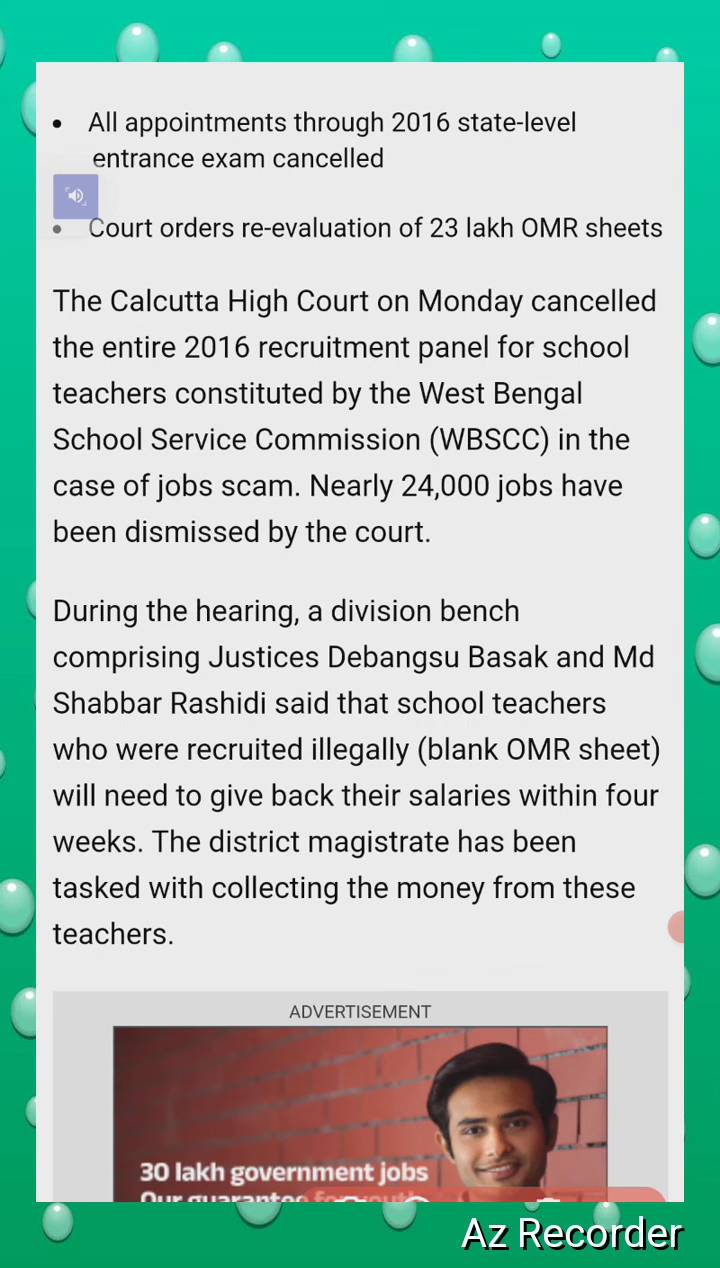 All appointments through 2016 state-level
entrance exam cancelled
Court orders re-evaluation of 23 lakh OMR sheets
The Calcutta High Court on Monday cancelled
the entire 2016 recruitment panel for school
teachers constituted by the West Bengal
School Service Commission (WBSCC) in the
case of jobs scam. Nearly 24,000 jobs have
been dismissed by the court.
During the hearing, a division bench
comprising Justices Debangsu Basak and Md
Shabbar Rashidi said that school teachers
who were recruited illegally (blank OMR sheet)
will need to give back their salaries within four
weeks. The district magistrate has been
tasked with collecting the money from these
teachers.
ADVERTISEMENT
30 lakh government jobs
Our guarantee for youth
Az Recorder